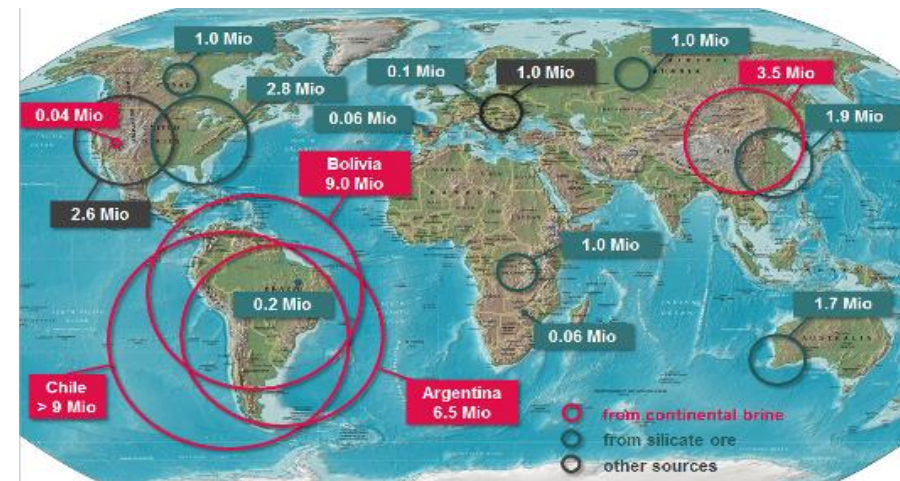 1.0 Mio
1.0 Mio
0.1 Mio
1.0 Mio
3.5 Mio
2.8 Mio
0.04 Mio
0.06 Mio
1.9 Mio
Bolivia
9.0 Mio
2.6 Mio
1.0 Mio
0.2 Mio
1.7 Mio
0.06 Mio
AUSTRALIA
Chile
> 9 Mio
Argentina
6.5 Mio
from continental brine
from silicate ore
other sources